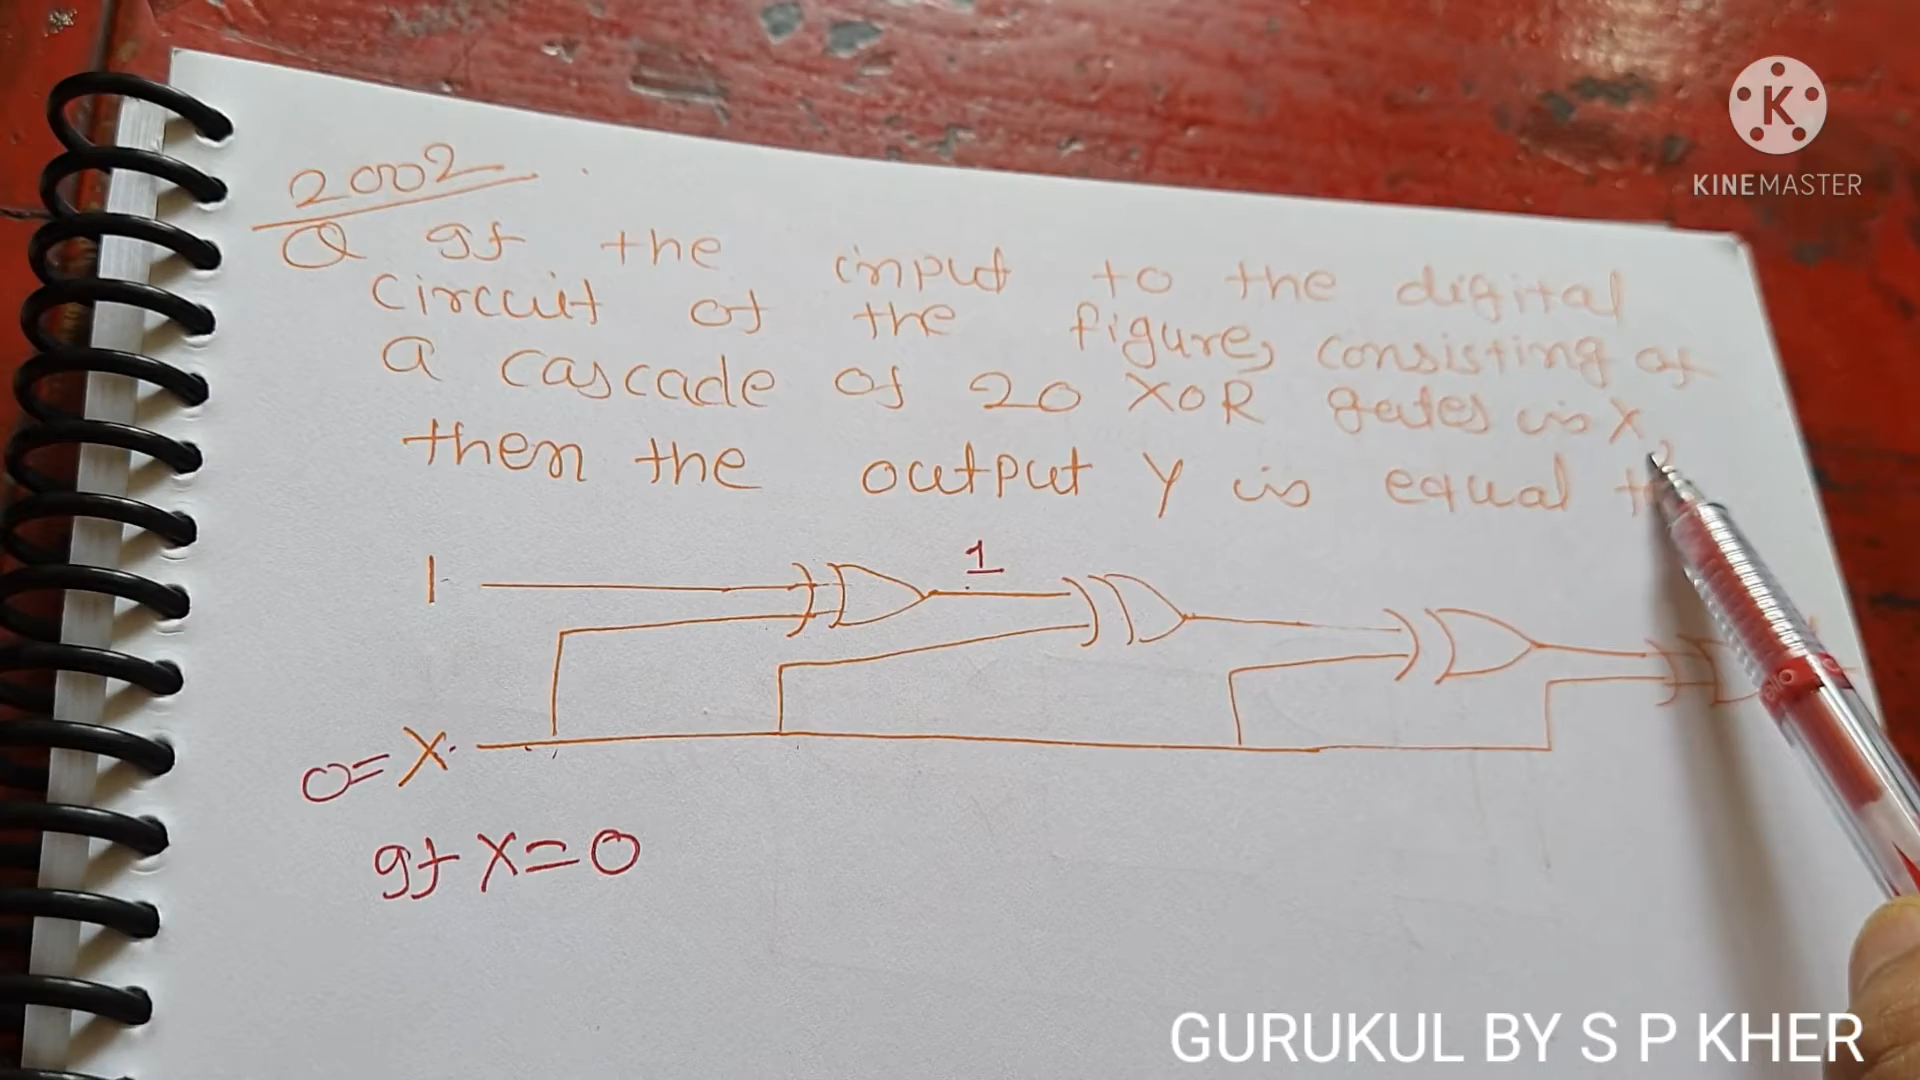 2002
Q If the input to the digital
circuit of the figure, consisting of
a cascade of 20 XOR gates is X,
then the output Y is equal
1
1
0=X
If X=0
K
KINEMASTER
GURUKUL BY S P KHER